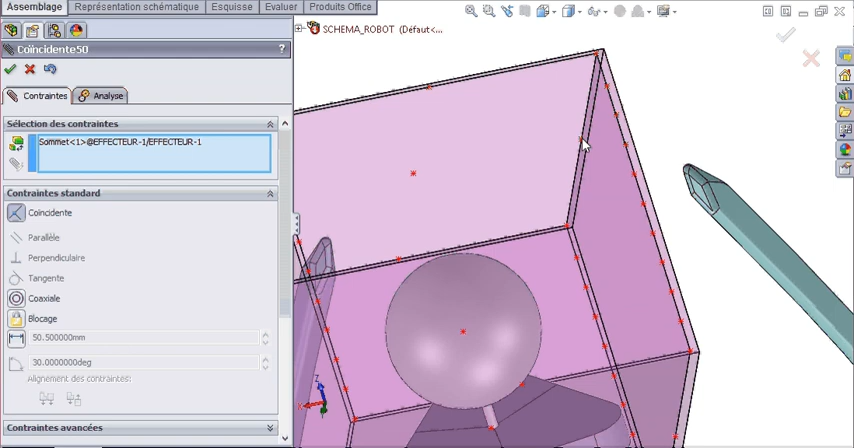 Assemblage
Représentation schématique
Esquisse
Evaluer
Produits Office
SCHEMA_ROBOT (Défaut<...
Coïncidente50
?
Contraintes
Analyse
Sélection des contraintes
Sommet<1>@EFFECTEUR-1/EFFECTEUR-1
Contraintes standard
Coïncidente
Parallèle
Perpendiculaire
Tangente
Coaxiale
Blocage
50.500000mm
30.0000000deg
Alignement des contraintes:
Contraintes avancées
Z
X